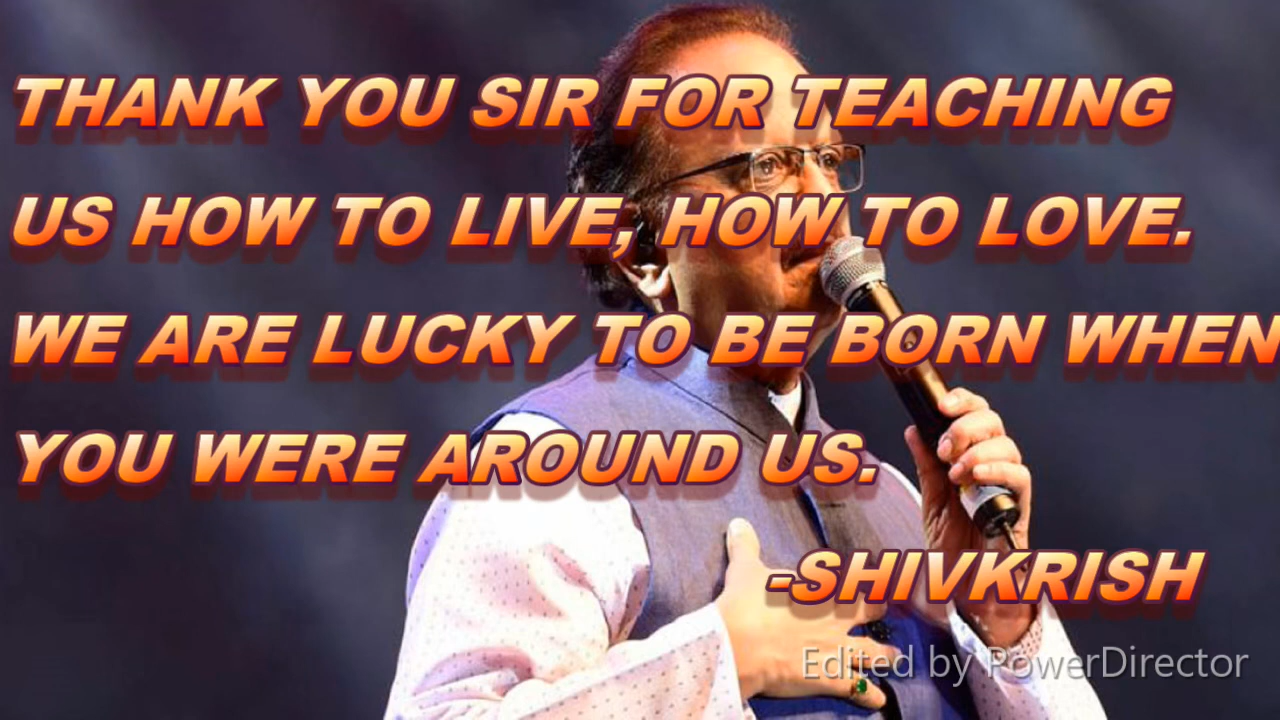 THANK YOU SIR FOR TEACHING
US HOW TO LIVE, HOW TO LOVE.
WE ARE LUCKY TO BE BORN WHEN
YOU WERE AROUND US.
-SHIVKRISH
Edited by PowerDirector